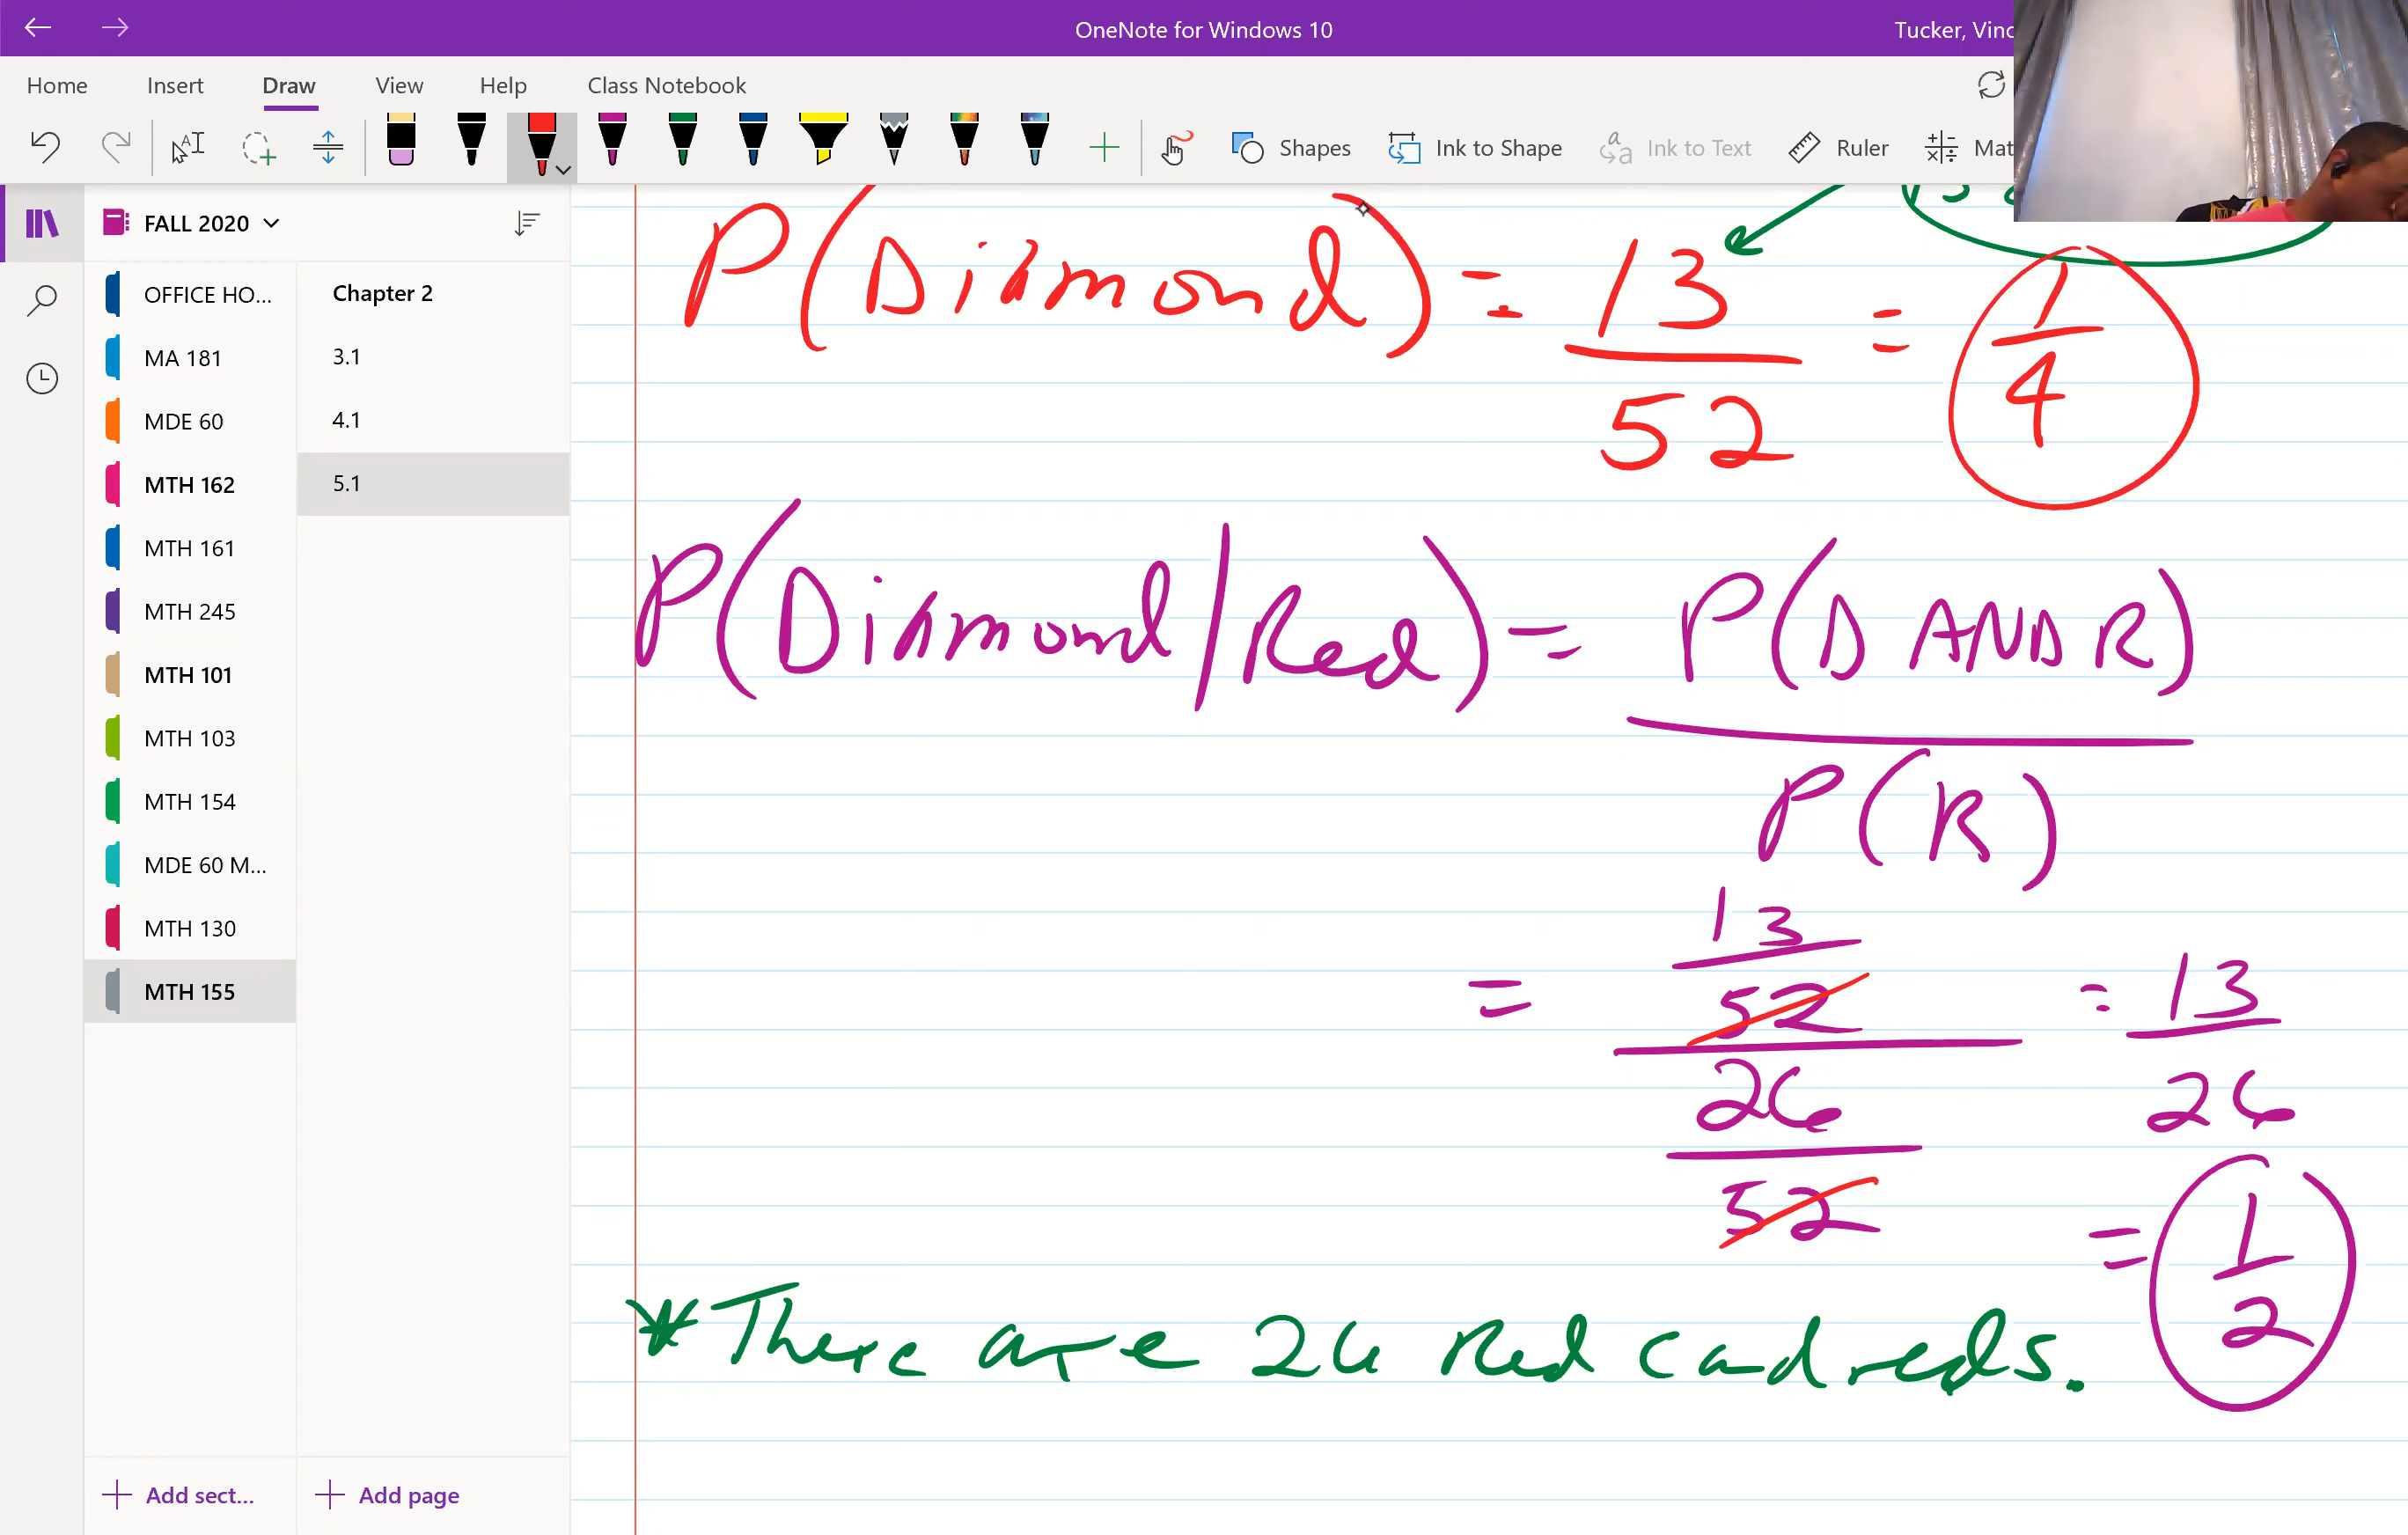 OneNote for Windows 10
Tucker, Vinc
Home Insert Draw View Help Class Notebook
Shapes Ink to Shape Ink to Text Ruler Mat
FALL 2020
OFFICE HO...
MA 181
MDE 60
MTH 162
MTH 161
MTH 245
MTH 101
MTH 103
MTH 154
MDE 60 M...
MTH 130
MTH 155
Add sect...
Chapter 2
3.1
4.1
5.1
Add page
P(Diamond) = 13/52 = 1/4
P(Diamond/Red) = P(D AND R)/P(R)
= 13/52 / 26/52 = 13/26
= 1/2
* There are 26 Red candreds.